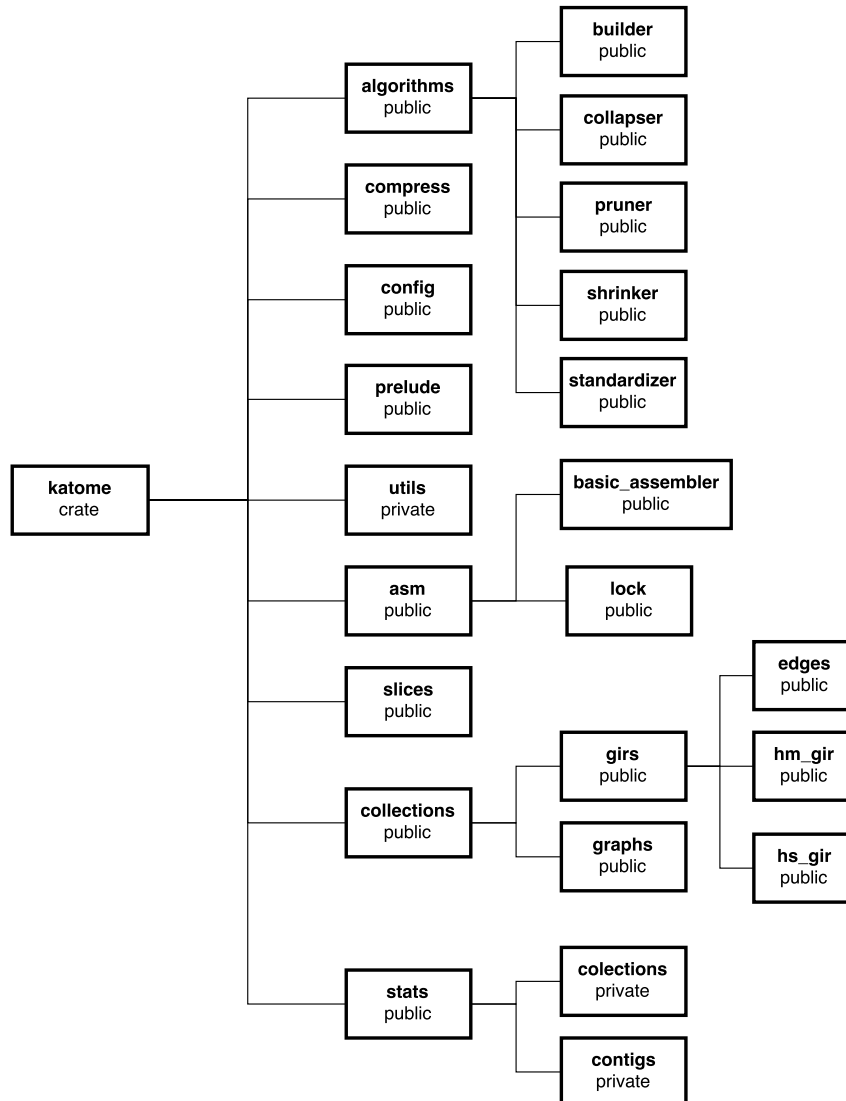 builder
public
algorithms
public
collapser
public
compress
public
pruner
public
config
public
shrinker
public
prelude
public
standardizer
public
katome
crate
utils
private
basic_assembler
public
asm
public
lock
public
slices
public
edges
public
girs
public
hm_gir
public
collections
public
graphs
public
hs_gir
public
stats
public
colections
private
contigs
private